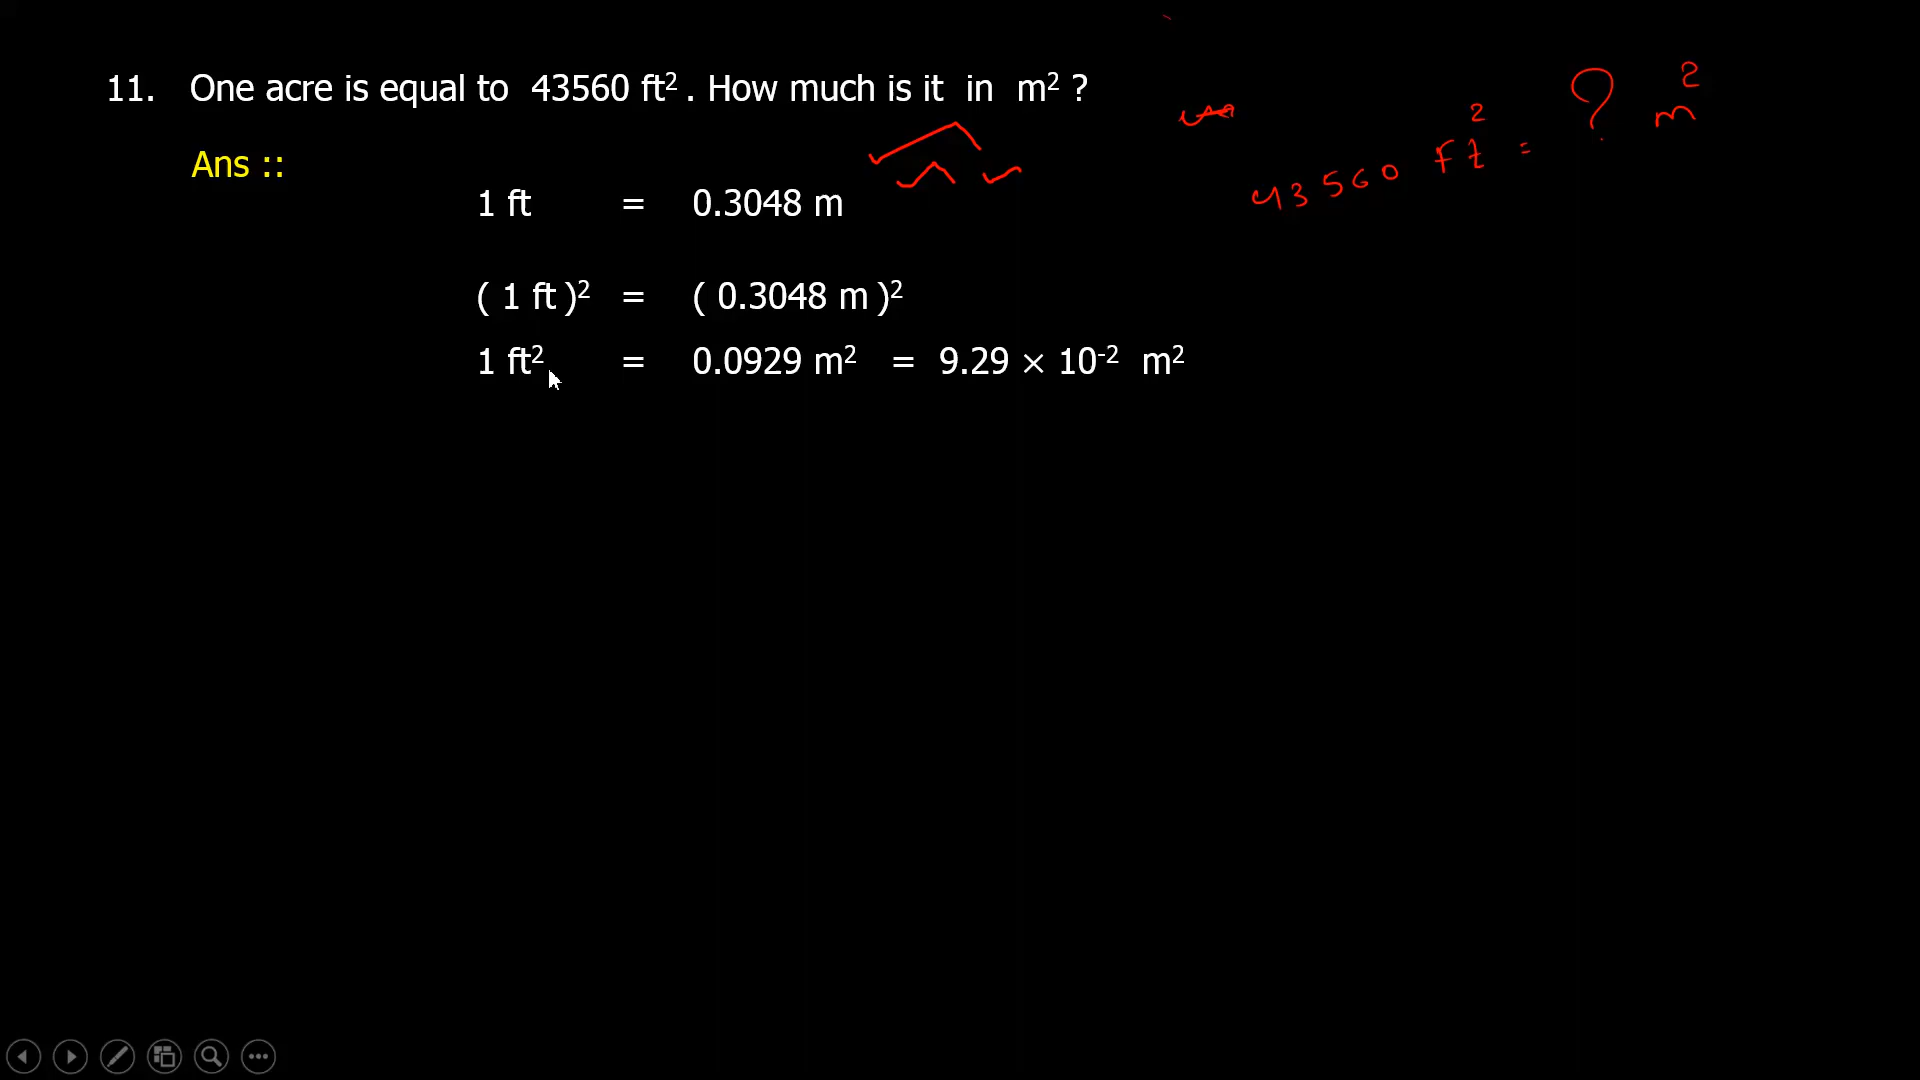 11. One acre is equal to 43560 ft² . How much is it in m² ?
43560 ft² = ? m²
Ans ::
1 ft = 0.3048 m
( 1 ft )² = ( 0.3048 m )²
1 ft² = 0.0929 m² = 9.29 × 10⁻² m²